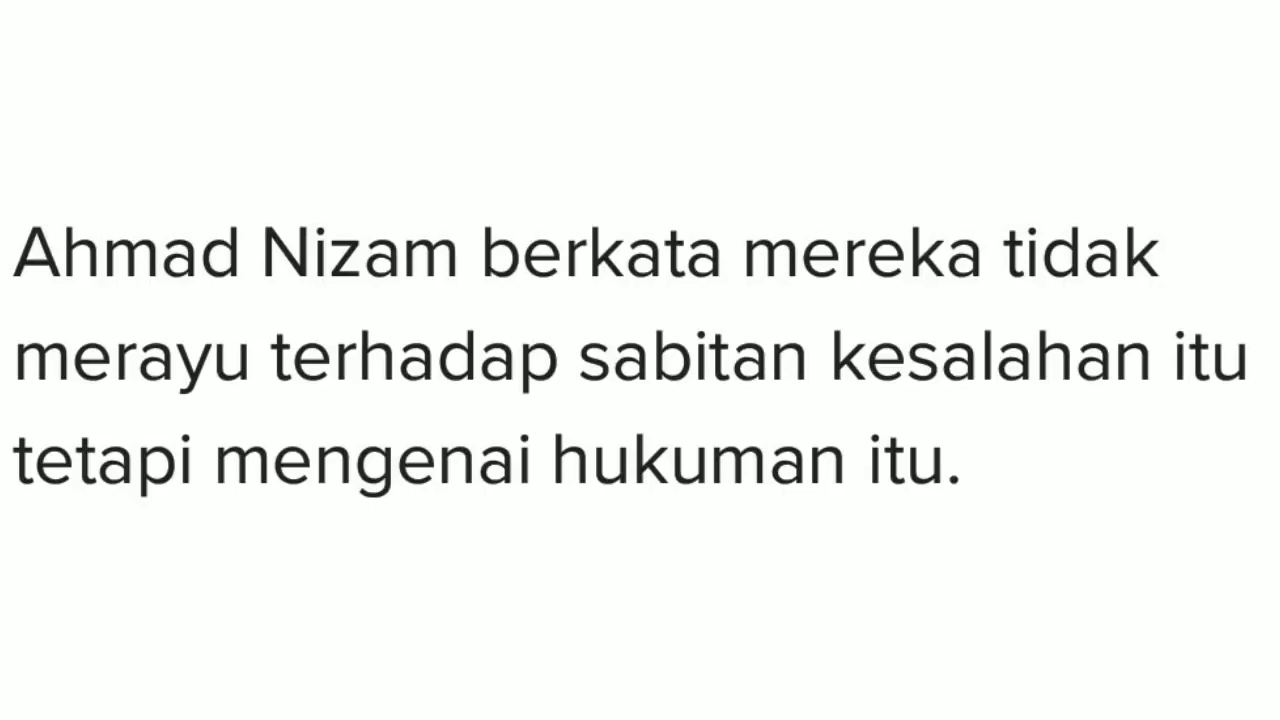 Ahmad Nizam berkata mereka tidak
merayu terhadap sabitan kesalahan itu
tetapi mengenai hukuman itu.